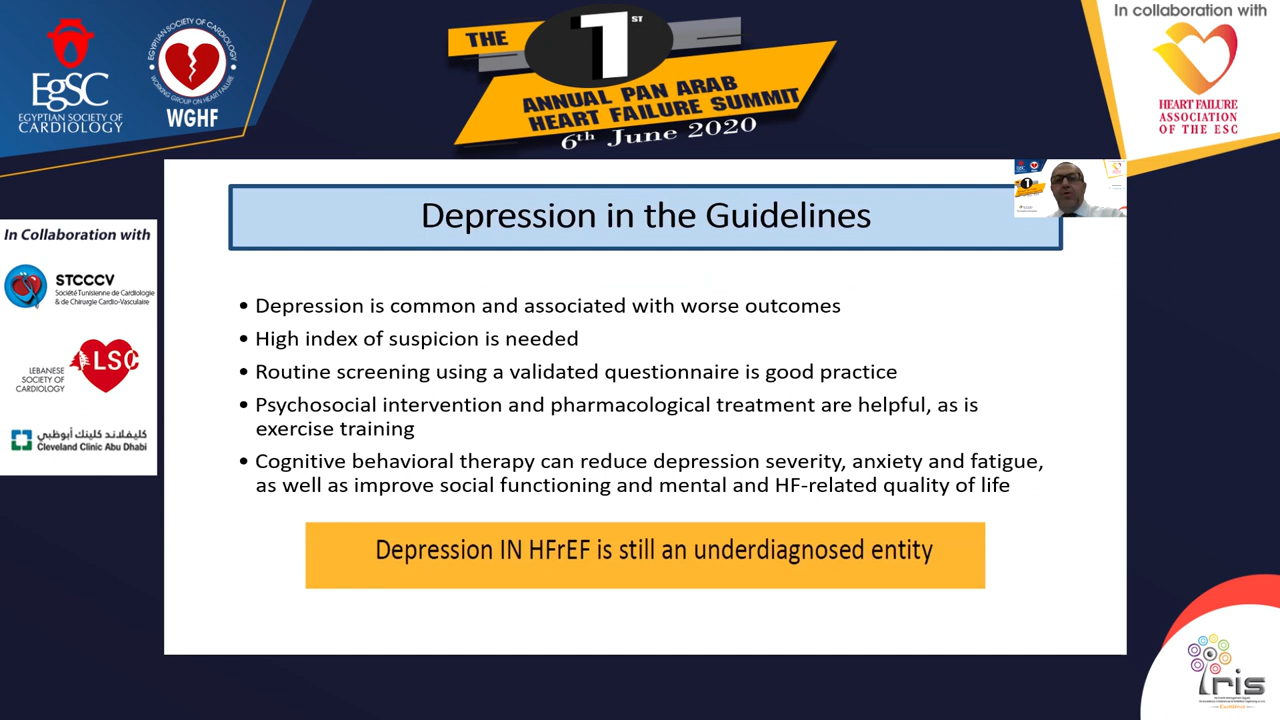 EgSC
EGYPTIAN SOCIETY OF
CARDIOLOGY
EGYPTIAN SOCIETY OF CARDIOLOGY
WORKING GROUP ON HEART FAILURE
WGHF
THE
1ST
ANNUAL PAN ARAB
HEART FAILURE SUMMIT
6th June 2020
In collaboration with
HEART FAILURE
ASSOCIATION
OF THE ESC
In Collaboration with
STCCCV
Société Tunisienne de Cardiologie
& de Chirurgie Cardio-Vasculaire
LSC
LEBANESE
SOCIETY OF
CARDIOLOGY
كليفلاند كلينك أبوظبي
Cleveland Clinic Abu Dhabi
Depression in the Guidelines
• Depression is common and associated with worse outcomes
• High index of suspicion is needed
• Routine screening using a validated questionnaire is good practice
• Psychosocial intervention and pharmacological treatment are helpful, as is
exercise training
• Cognitive behavioral therapy can reduce depression severity, anxiety and fatigue,
as well as improve social functioning and mental and HF-related quality of life
Depression IN HFrEF is still an underdiagnosed entity
Iris